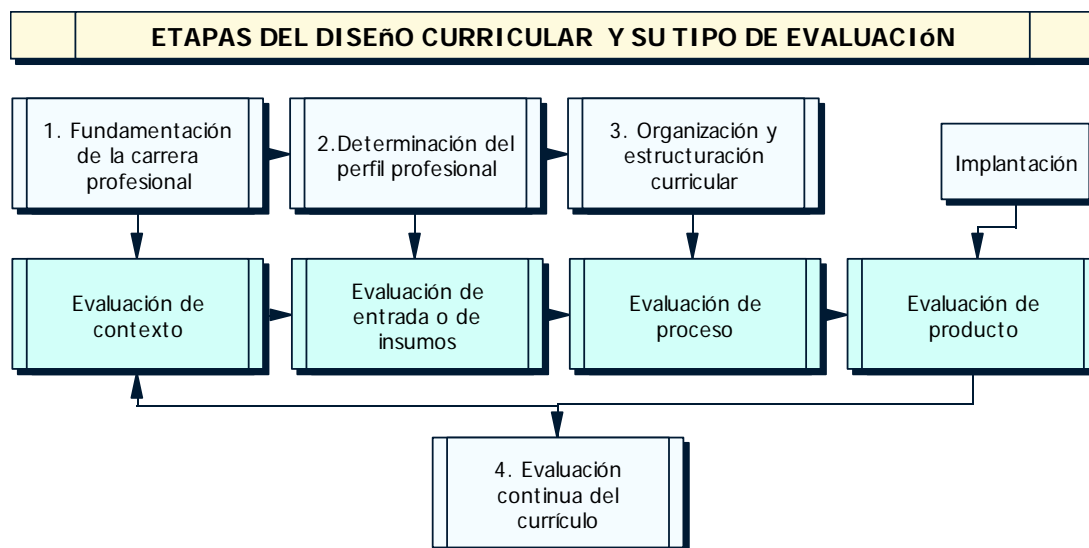 ETAPAS DEL DISEñO CURRICULAR Y SU TIPO DE EVALUACIóN
1. Fundamentación
de la carrera
profesional
2.Determinación del
perfil profesional
3. Organización y
estructuración
curricular
Implantación
Evaluación de
contexto
Evaluación de
entrada o de
insumos
Evaluación de
proceso
Evaluación de
producto
4. Evaluación
continua del
currículo